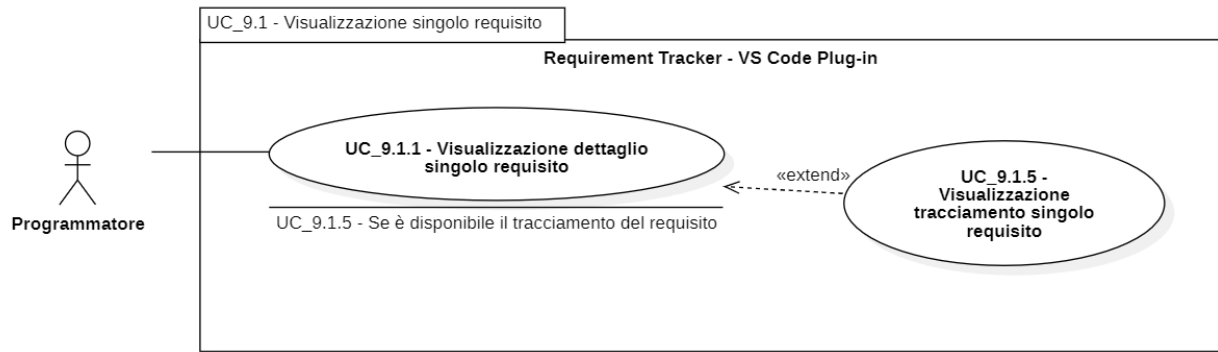 UC_9.1 - Visualizzazione singolo requisito
Requirement Tracker - VS Code Plug-in
Programmatore
UC_9.1.1 - Visualizzazione dettaglio
singolo requisito
UC_9.1.5 - Se è disponibile il tracciamento del requisito
«extend»
UC_9.1.5 -
Visualizzazione
tracciamento singolo
requisito